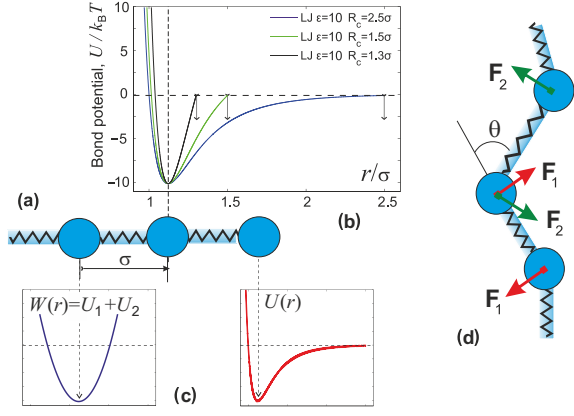 (a)
Bond potential, U / k_BT
10
5
0
−5
−10
LJ ε=10 R_c=2.5σ
LJ ε=10 R_c=1.5σ
LJ ε=10 R_c=1.3σ
r/σ
1
1.5
2
2.5
(b)
σ
W(r)=U_1+U_2
U(r)
(c)
F_2
θ
F_1
F_2
F_1
(d)